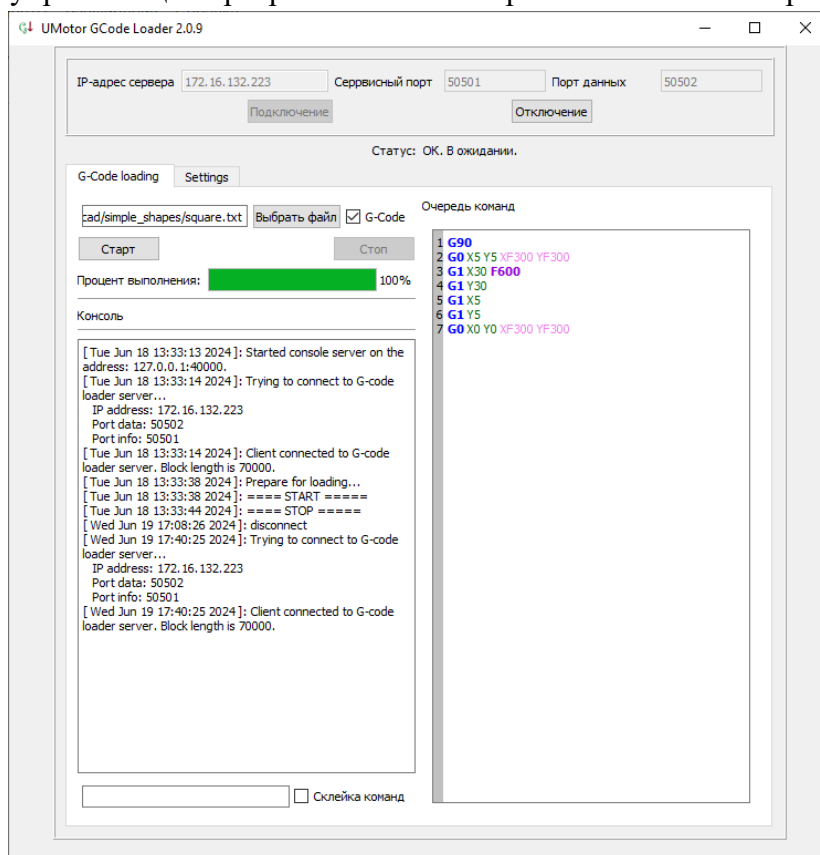 UMotor GCode Loader 2.0.9
IP-адрес сервера 172.16.132.223 Серрвисный порт 50501 Порт данных 50502
Подключение Отключение
Статус: OK. В ожидании.
G-Code loading Settings
cad/simple_shapes/square.txt Выбрать файл G-Code
Старт Стоп
Процент выполнения: 100%
Консоль
[ Tue Jun 18 13:33:13 2024 ]: Started console server on the
address: 127.0.0.1:40000.
[ Tue Jun 18 13:33:14 2024 ]: Trying to connect to G-code
loader server...
IP address: 172.16.132.223
Port data: 50502
Port info: 50501
[ Tue Jun 18 13:33:14 2024 ]: Client connected to G-code
loader server. Block length is 70000.
[ Tue Jun 18 13:33:38 2024 ]: Prepare for loading...
[ Tue Jun 18 13:33:38 2024 ]: ==== START =====
[ Tue Jun 18 13:33:44 2024 ]: ==== STOP =====
[ Wed Jun 19 17:08:26 2024 ]: disconnect
[ Wed Jun 19 17:40:25 2024 ]: Trying to connect to G-code
loader server...
IP address: 172.16.132.223
Port data: 50502
Port info: 50501
[ Wed Jun 19 17:40:25 2024 ]: Client connected to G-code
loader server. Block length is 70000.
Склейка команд
Очередь команд
1 G90
2 G0 X5 Y5 XF300 YF300
3 G1 X30 F600
4 G1 Y30
5 G1 X5
6 G1 Y5
7 G0 X0 Y0 XF300 YF300